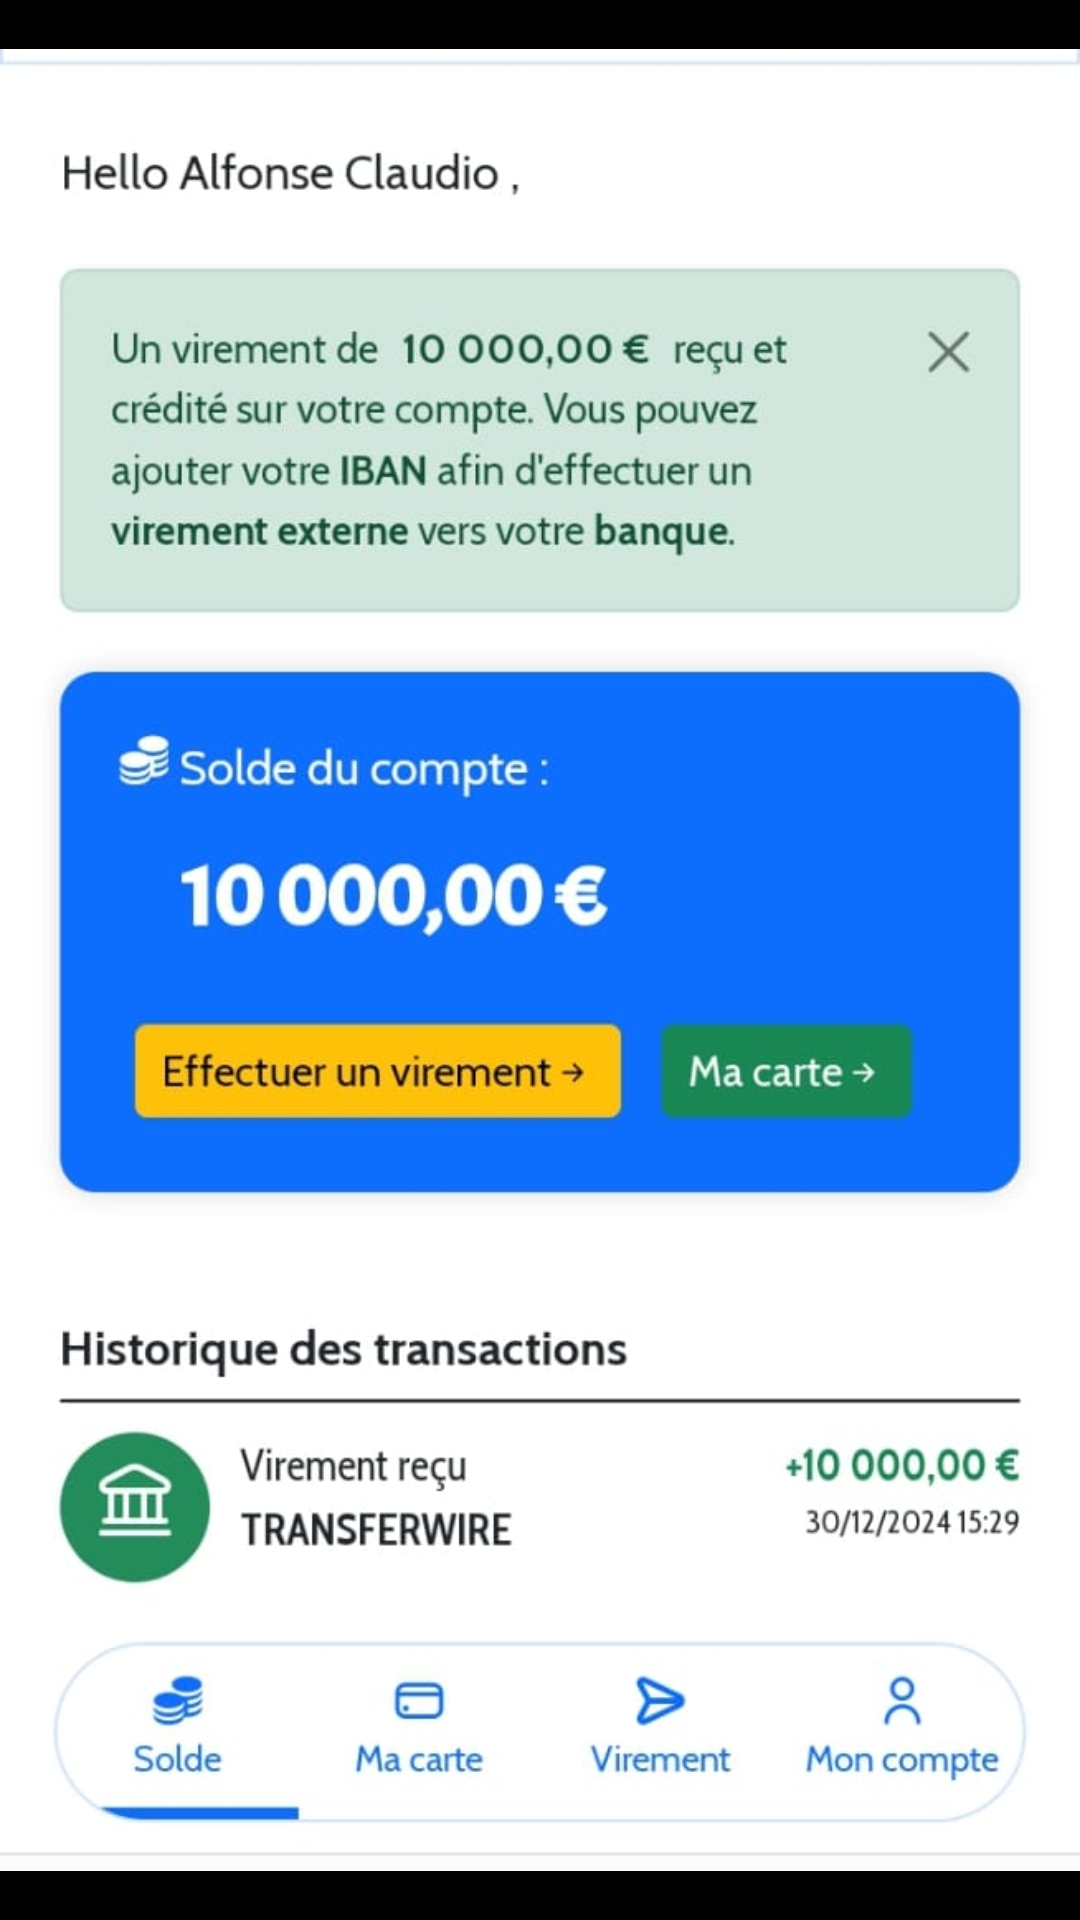 Hello Alfonse Claudio ,
Un virement de 10 000,00 € reçu et
crédité sur votre compte. Vous pouvez
ajouter votre IBAN afin d'effectuer un
virement externe vers votre banque.
Solde du compte :
10 000,00 €
Effectuer un virement → Ma carte →
Historique des transactions
Virement reçu +10 000,00 €
TRANSFERWIRE 30/12/2024 15:29
Solde Ma carte Virement Mon compte